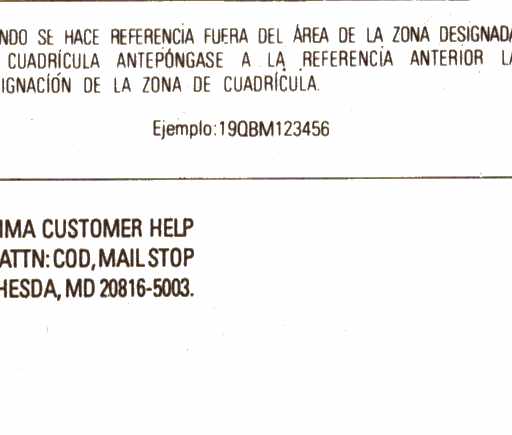 NDO SE HACE REFERENCIA FUERA DEL ÁREA DE LA ZONA DESIGNADA
CUADRÍCULA ANTEPÓNGASE A LA REFERENCIA ANTERIOR LA
IGNACÍÓN DE LA ZONA DE CUADRÍCULA.
Ejemplo:19QBM123456
IMA CUSTOMER HELP
ATTN: COD, MAIL STOP
HESDA, MD 20816-5003.